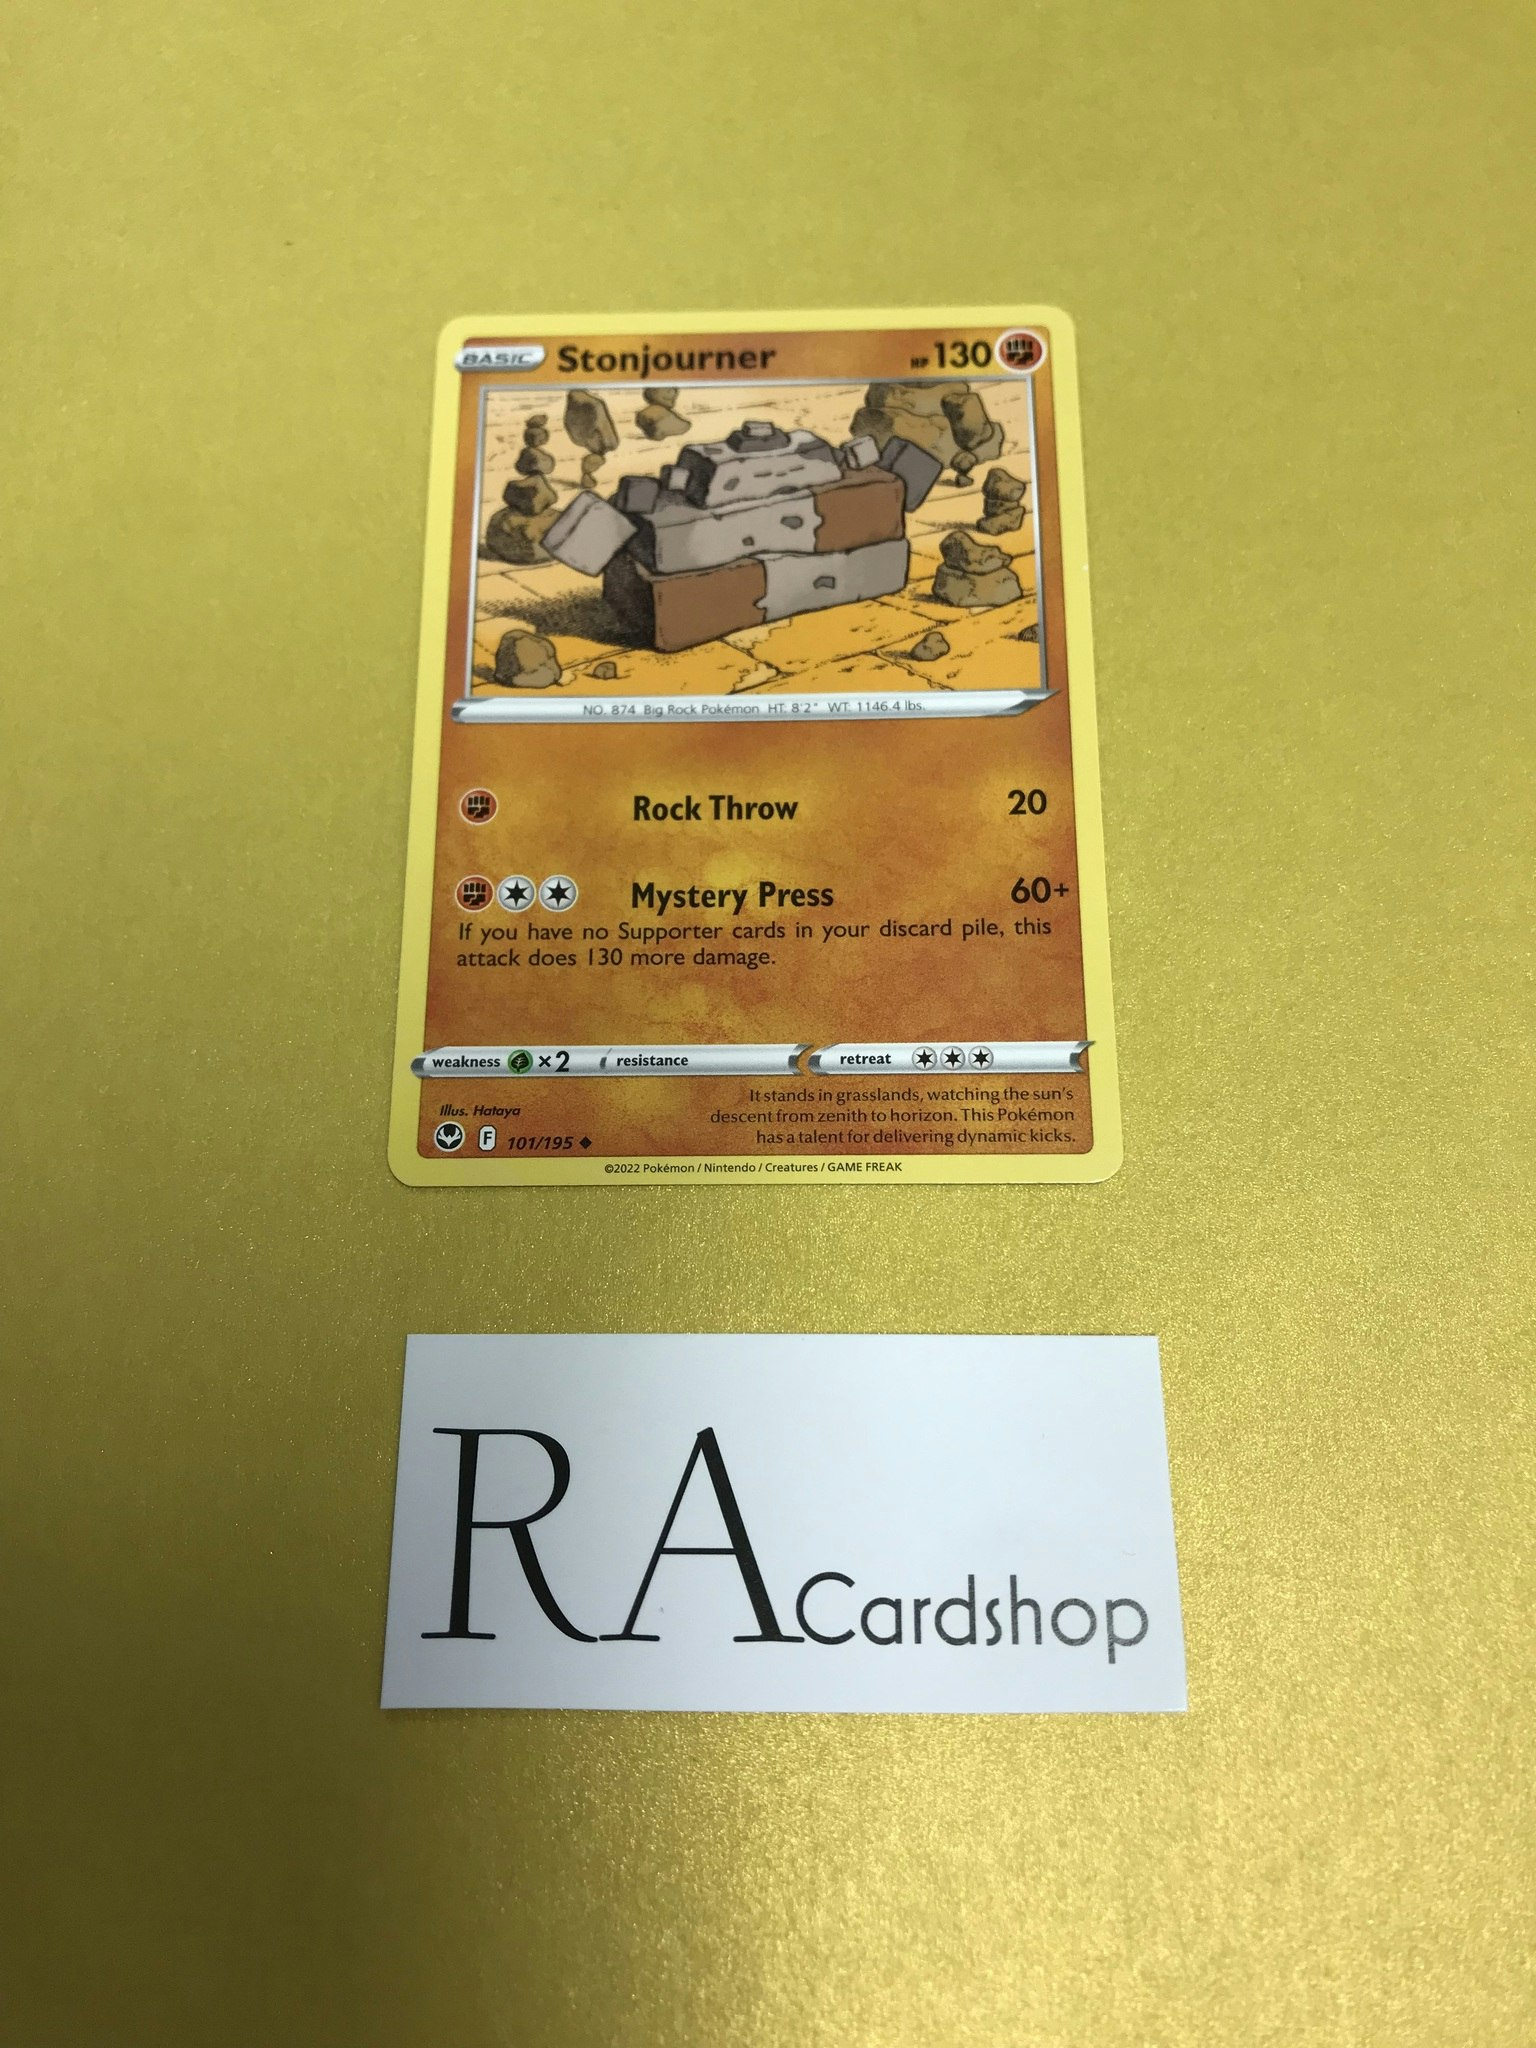 BASIC Stonjourner HP 130
NO. 874 Big Rock Pokémon HT: 8'2" WT: 1146.4 lbs.
Rock Throw 20
Mystery Press 60+
If you have no Supporter cards in your discard pile, this
attack does 130 more damage.
weakness ×2 resistance retreat
It stands in grasslands, watching the sun's
descent from zenith to horizon. This Pokémon
has a talent for delivering dynamic kicks.
Illus. Hataya
F 101/195
©2022 Pokémon / Nintendo / Creatures / GAME FREAK
RA Cardshop